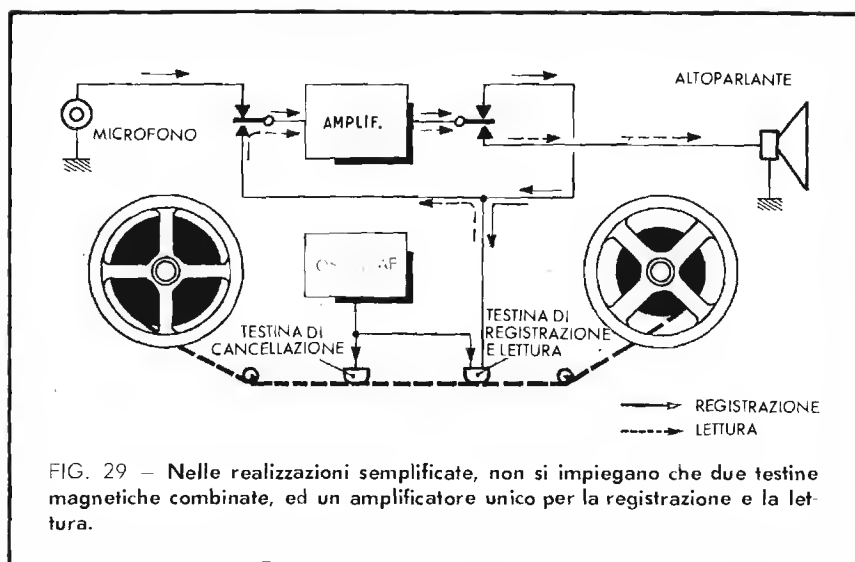 ALTOPARLANTE
MICROFONO
AMPLIF.
TESTINA DI
CANCELLAZIONE
TESTINA DI
REGISTRAZIONE
E LETTURA
REGISTRAZIONE
LETTURA
FIG. 29 — Nelle realizzazioni semplificate, non si impiegano che due testine
magnetiche combinate, ed un amplificatore unico per la registrazione e la let-
tura.